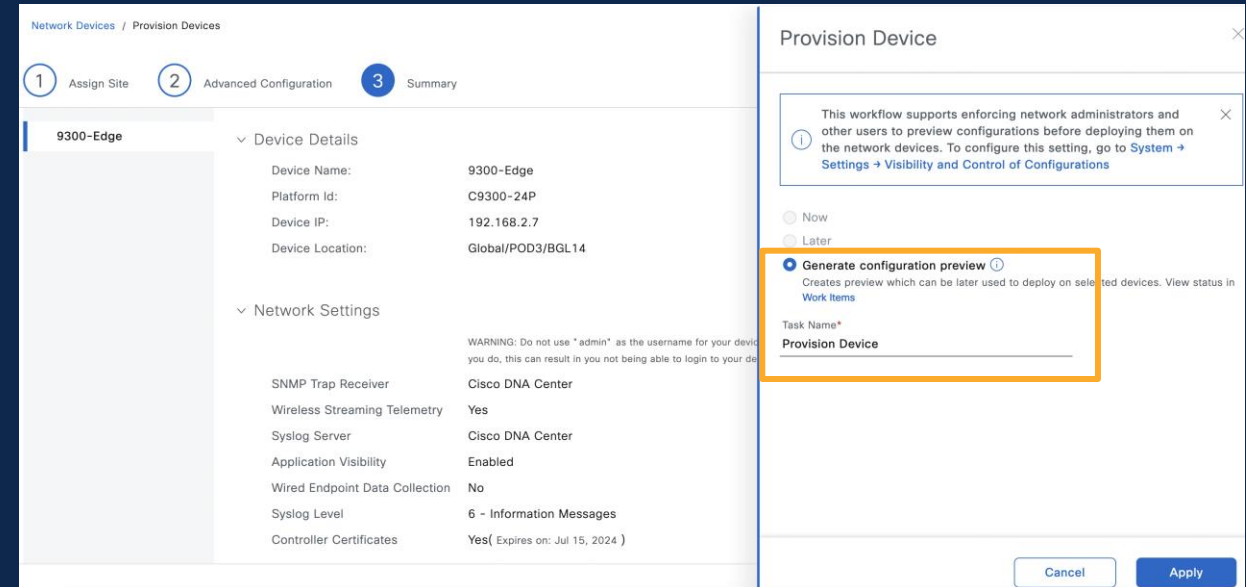 Network Devices / Provision Devices
1 Assign Site 2 Advanced Configuration 3 Summary
9300-Edge
Device Details
Device Name: 9300-Edge
Platform Id: C9300-24P
Device IP: 192.168.2.7
Device Location: Global/POD3/BGL14
Network Settings
WARNING: Do not use "admin" as the username for your devic
you do, this can result in you not being able to login to your de
SNMP Trap Receiver Cisco DNA Center
Wireless Streaming Telemetry Yes
Syslog Server Cisco DNA Center
Application Visibility Enabled
Wired Endpoint Data Collection No
Syslog Level 6 - Information Messages
Controller Certificates Yes( Expires on: Jul 15, 2024 )
Provision Device
This workflow supports enforcing network administrators and
other users to preview configurations before deploying them on
the network devices. To configure this setting, go to System →
Settings → Visibility and Control of Configurations
Now
Later
Generate configuration preview
Creates preview which can be later used to deploy on selected devices. View status in
Work Items
Task Name*
Provision Device
Cancel Apply